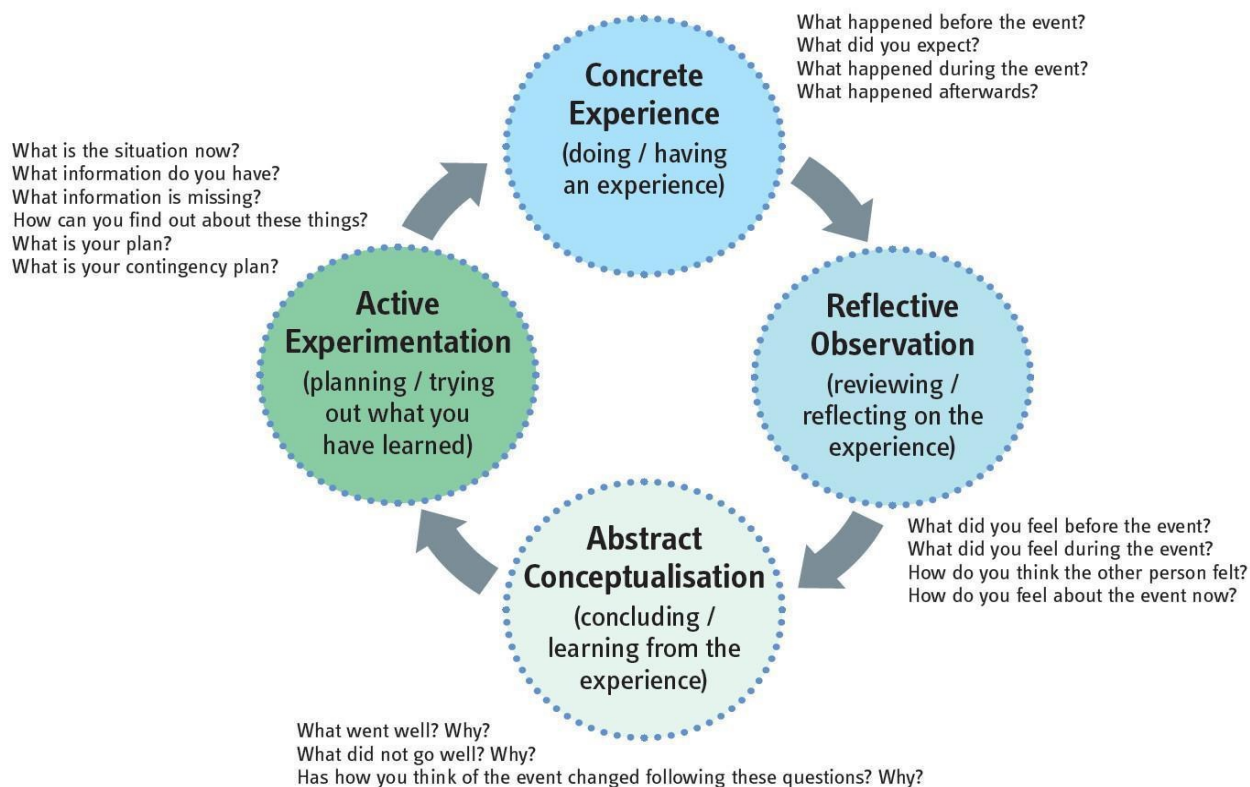 Concrete
Experience
(doing / having
an experience)
What happened before the event?
What did you expect?
What happened during the event?
What happened afterwards?
Reflective
Observation
(reviewing /
reflecting on the
experience)
What did you feel before the event?
What did you feel during the event?
How do you think the other person felt?
How do you feel about the event now?
Abstract
Conceptualisation
(concluding /
learning from the
experience)
What went well? Why?
What did not go well? Why?
Has how you think of the event changed following these questions? Why?
Active
Experimentation
(planning / trying
out what you
have learned)
What is the situation now?
What information do you have?
What information is missing?
How can you find out about these things?
What is your plan?
What is your contingency plan?